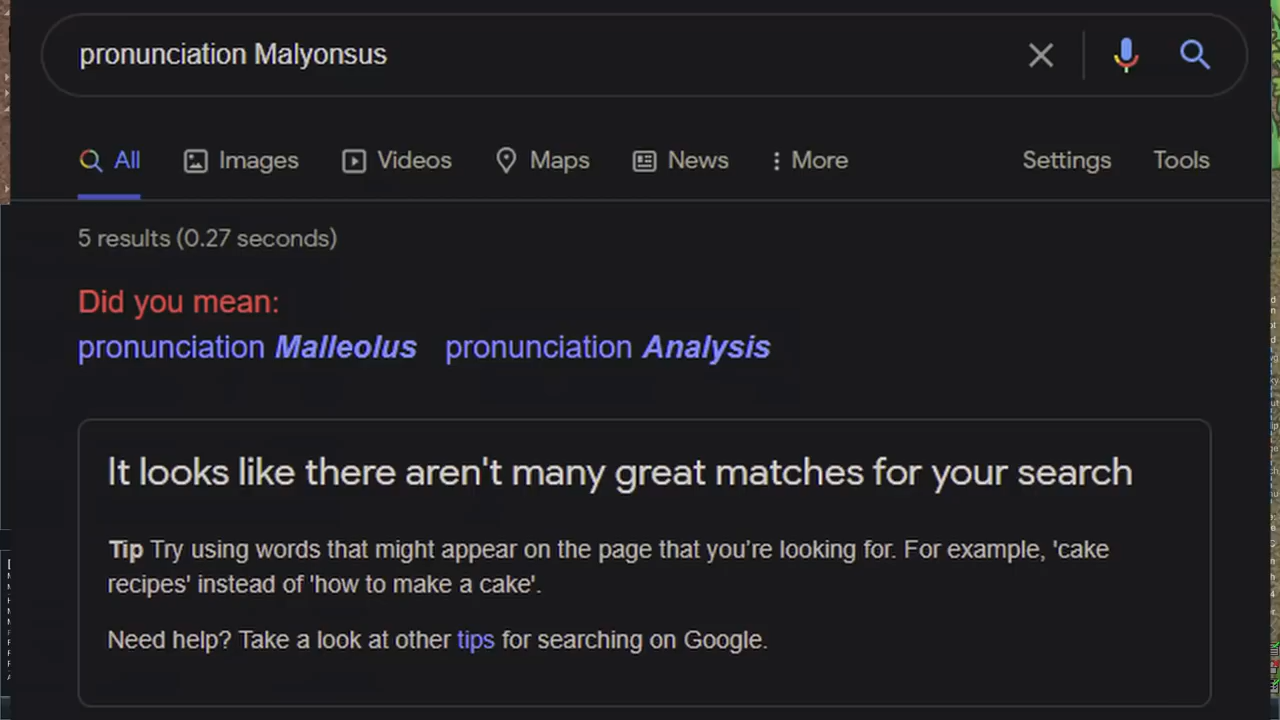 pronunciation Malyonsus
All Images Videos Maps News More Settings Tools
5 results (0.27 seconds)
Did you mean:
pronunciation Malleolus pronunciation Analysis
It looks like there aren't many great matches for your search
Tip Try using words that might appear on the page that you're looking for. For example, 'cake
recipes' instead of 'how to make a cake'.
Need help? Take a look at other tips for searching on Google.